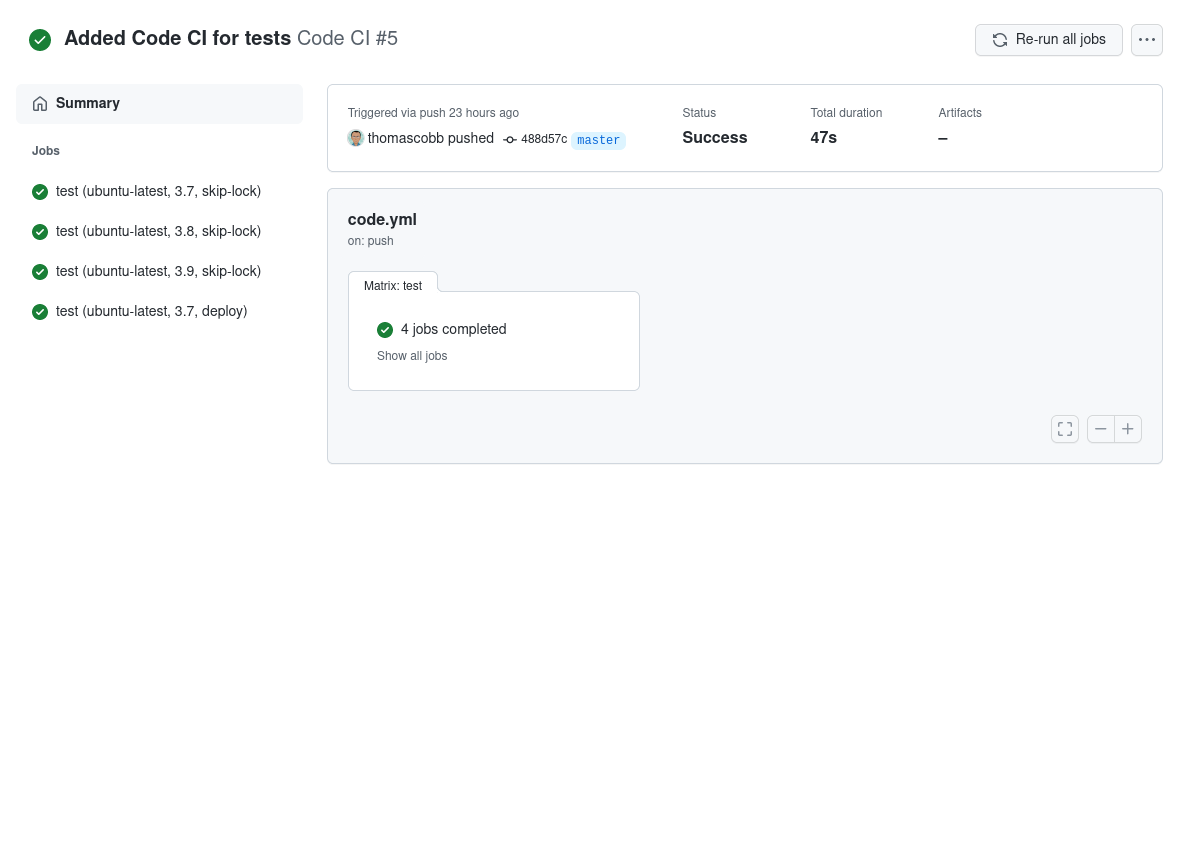 Added Code CI for tests Code CI #5
Re-run all jobs
Summary
Jobs
test (ubuntu-latest, 3.7, skip-lock)
test (ubuntu-latest, 3.8, skip-lock)
test (ubuntu-latest, 3.9, skip-lock)
test (ubuntu-latest, 3.7, deploy)
Triggered via push 23 hours ago
thomascobb pushed 488d57c master
Status
Success
Total duration
47s
Artifacts
–
code.yml
on: push
Matrix: test
4 jobs completed
Show all jobs